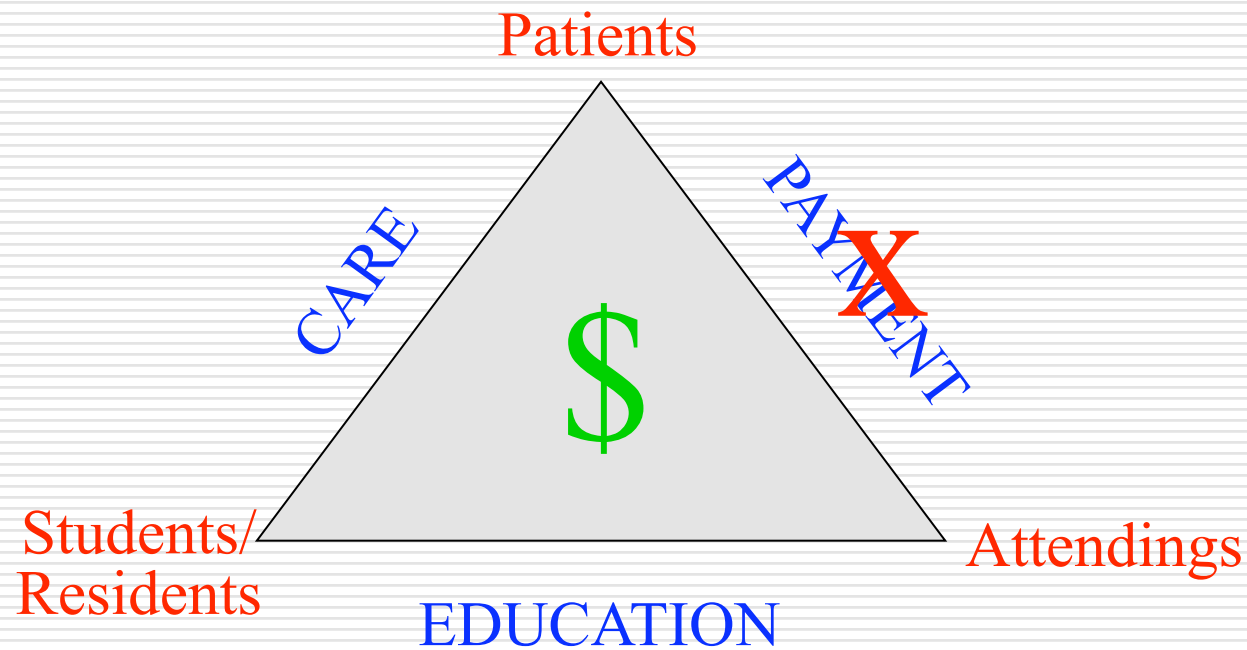 Patients
CARE
PAYMENT
X
$
Students/
Residents
Attendings
EDUCATION